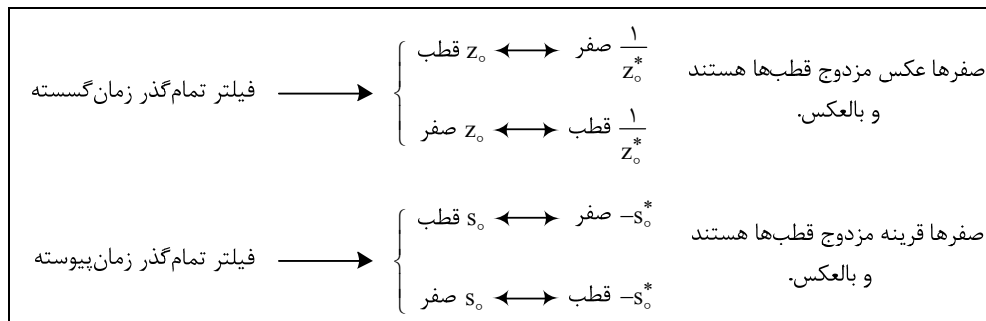 z₀ قطب ⟷ صفر ۱/z₀*
صفرها عکس مزدوج قطب‌ها هستند
فیلتر تمام‌گذر زمان‌گسسته ⟶
و بالعکس.
z₀ صفر ⟷ قطب ۱/z₀*
s₀ قطب ⟷ صفر –s₀*
صفرها قرینه مزدوج قطب‌ها هستند
فیلتر تمام‌گذر زمان‌پیوسته ⟶
و بالعکس.
s₀ صفر ⟷ قطب –s₀*